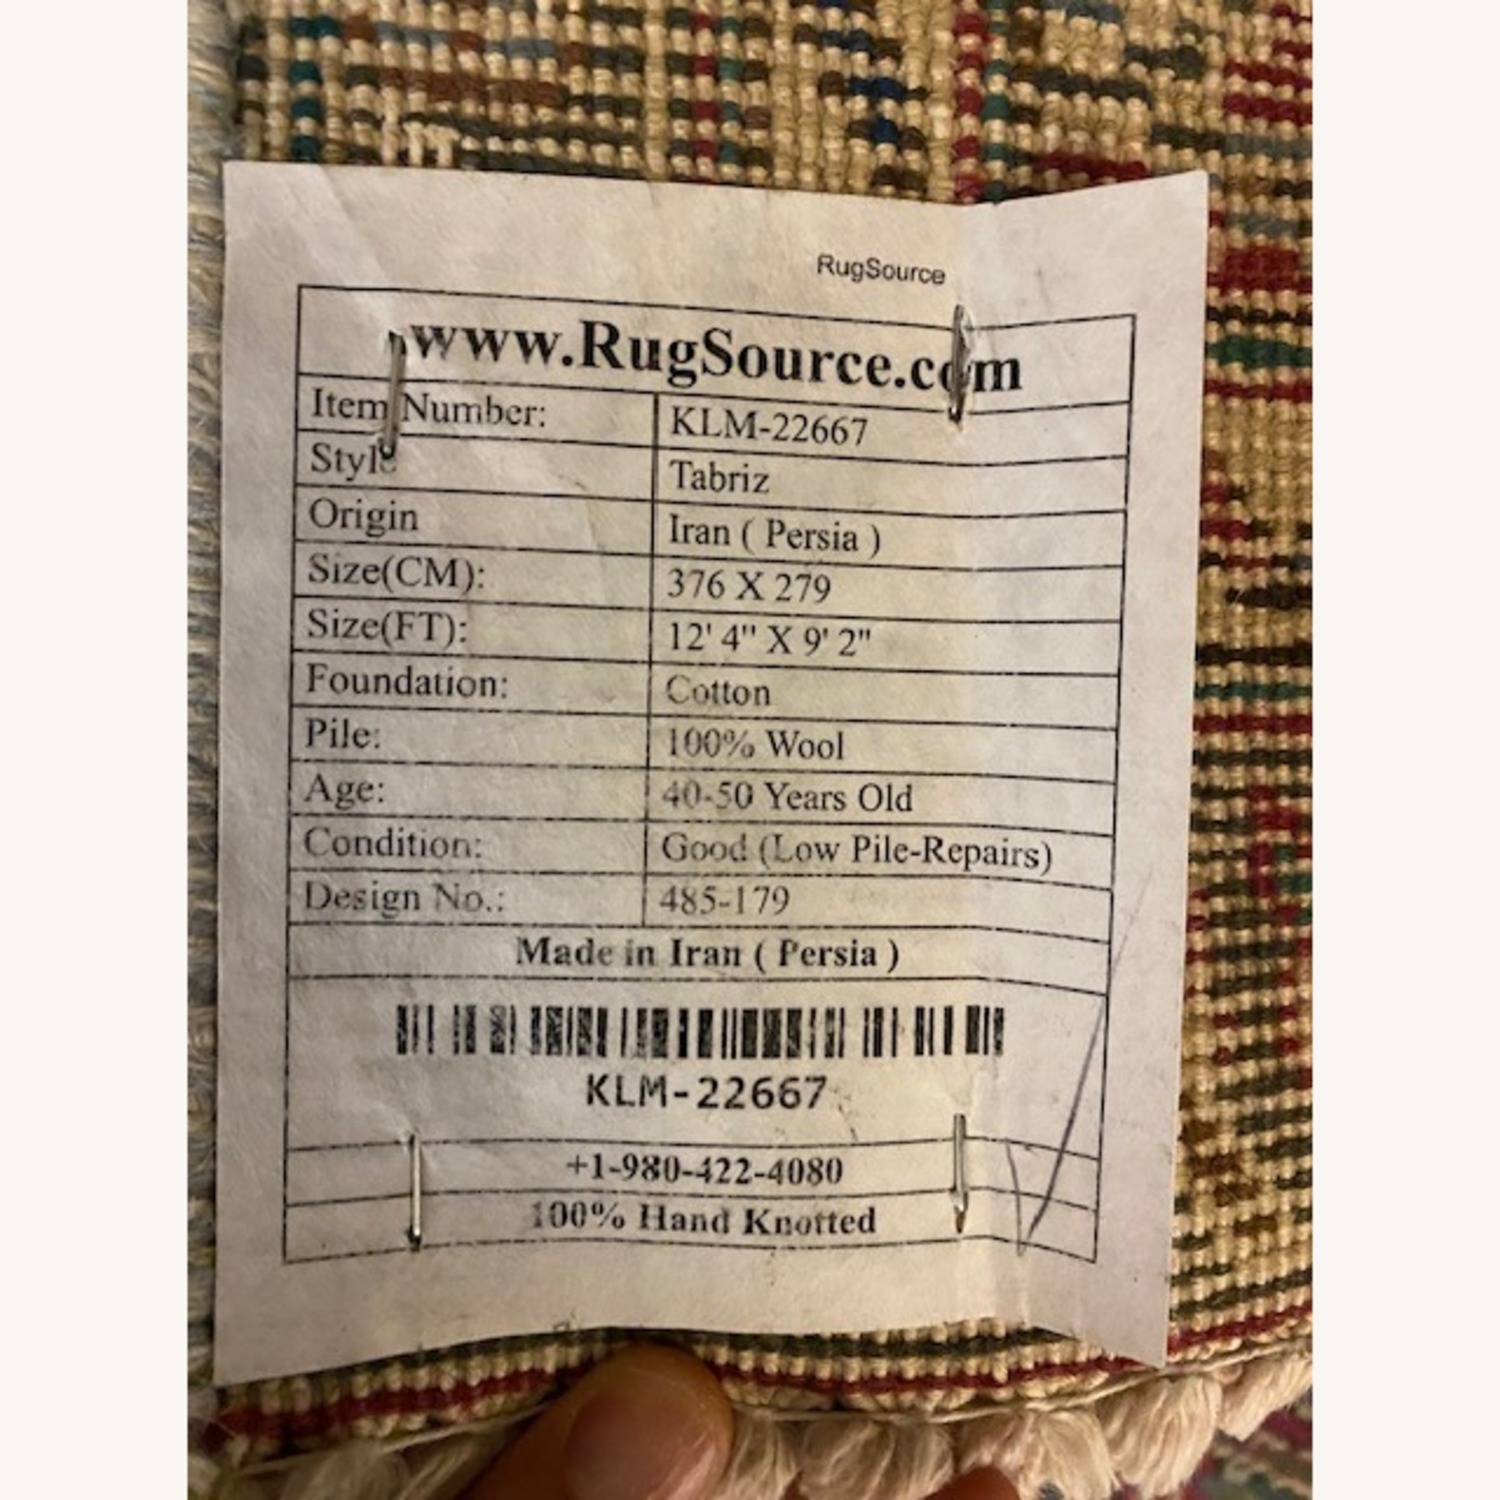 RugSource
www.RugSource.com
Item Number: KLM-22667
Style Tabriz
Origin Iran ( Persia )
Size(CM): 376 X 279
Size(FT): 12' 4" X 9' 2"
Foundation: Cotton
Pile: 100% Wool
Age: 40-50 Years Old
Condition: Good (Low Pile-Repairs)
Design No.: 485-179
Made in Iran ( Persia )
KLM-22667
+1-980-422-4080
100% Hand Knotted